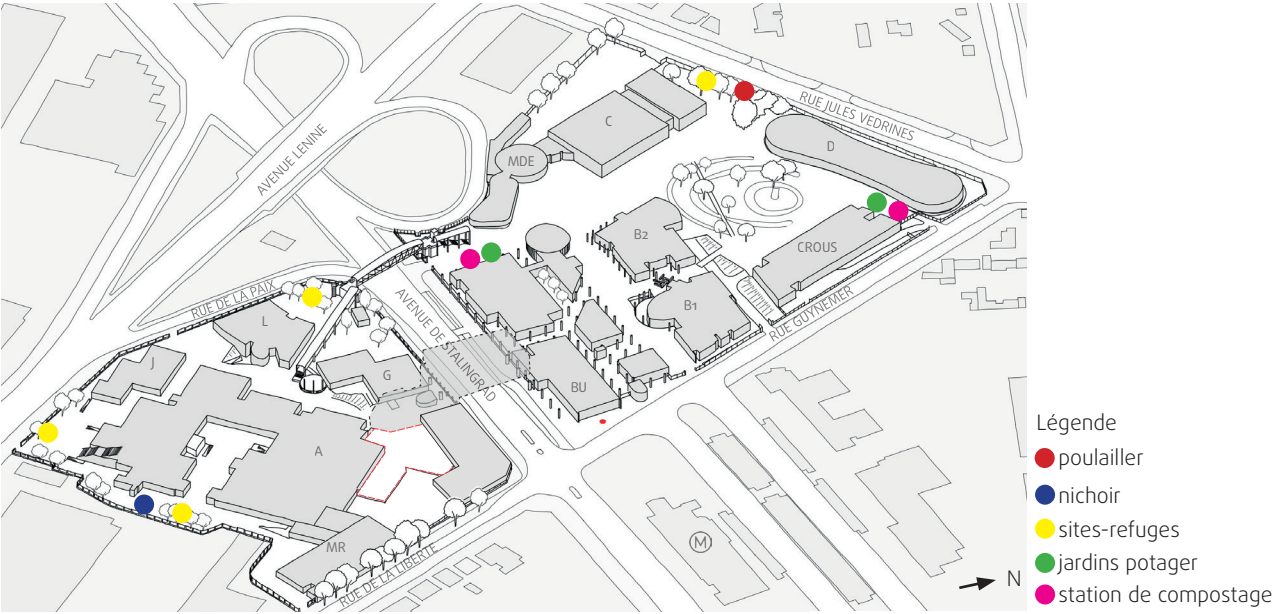 RUE JULES VEDRINES
C
AVENUE LENINE
MDE
D
B2
CROUS
B1
RUE GUYNEMER
RUE DE LA PAIX
AVENUE DE STALINGRAD
L
J
G
BU
A
MR
RUE DE LA LIBERTE
M
N
Légende
poulailler
nichoir
sites-refuges
jardins potager
station de compostage